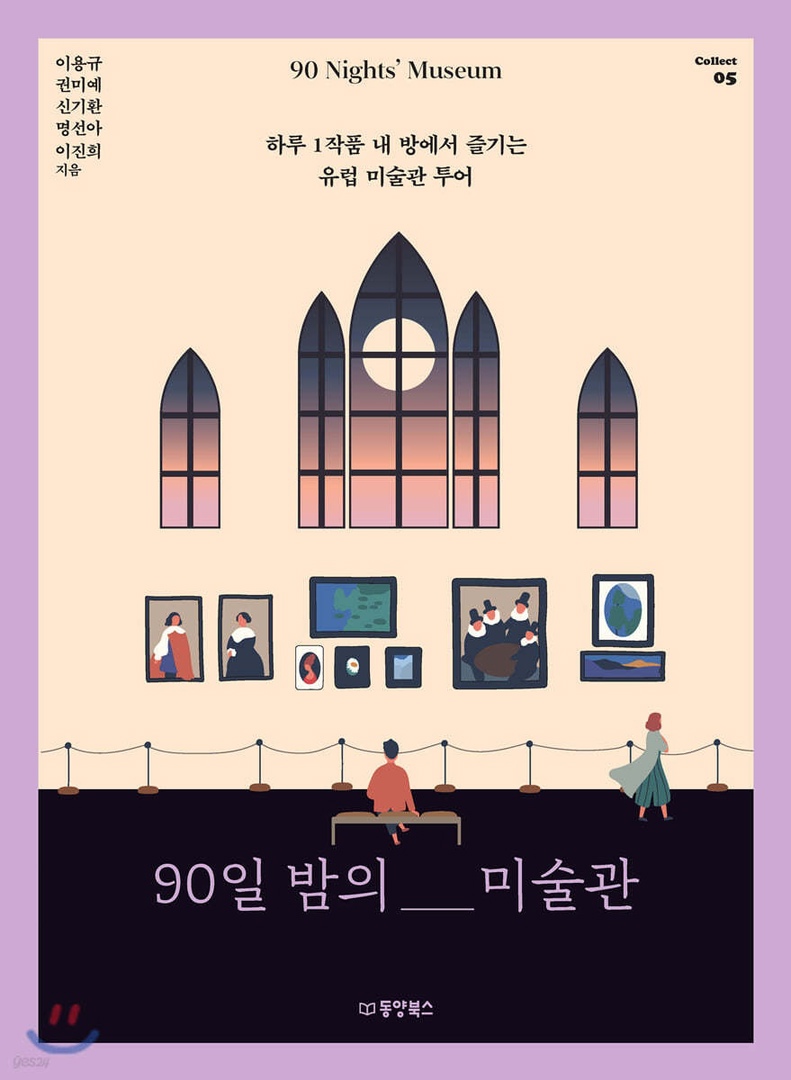 이용규
권미예
신기환
명선아
이진희
지음
90 Nights’ Museum
Collect
05
하루 1작품 내 방에서 즐기는
유럽 미술관 투어
90일 밤의 ___ 미술관
동양북스
yes24